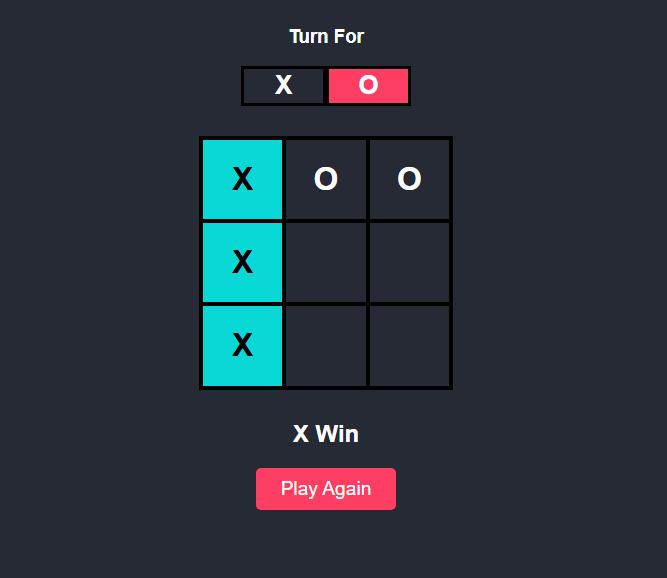 Turn For
X O
X O O
X
X
X Win
Play Again